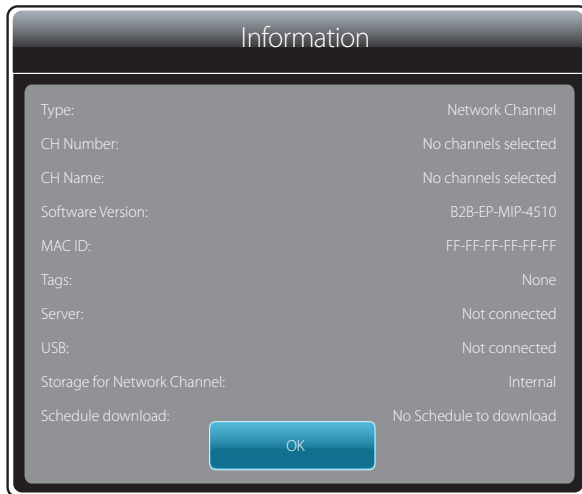 Information
Type: Network Channel
CH Number: No channels selected
CH Name: No channels selected
Software Version: B2B-EP-MIP-4510
MAC ID: FF-FF-FF-FF-FF-FF
Tags: None
Server: Not connected
USB: Not connected
Storage for Network Channel: Internal
Schedule download: No Schedule to download
OK